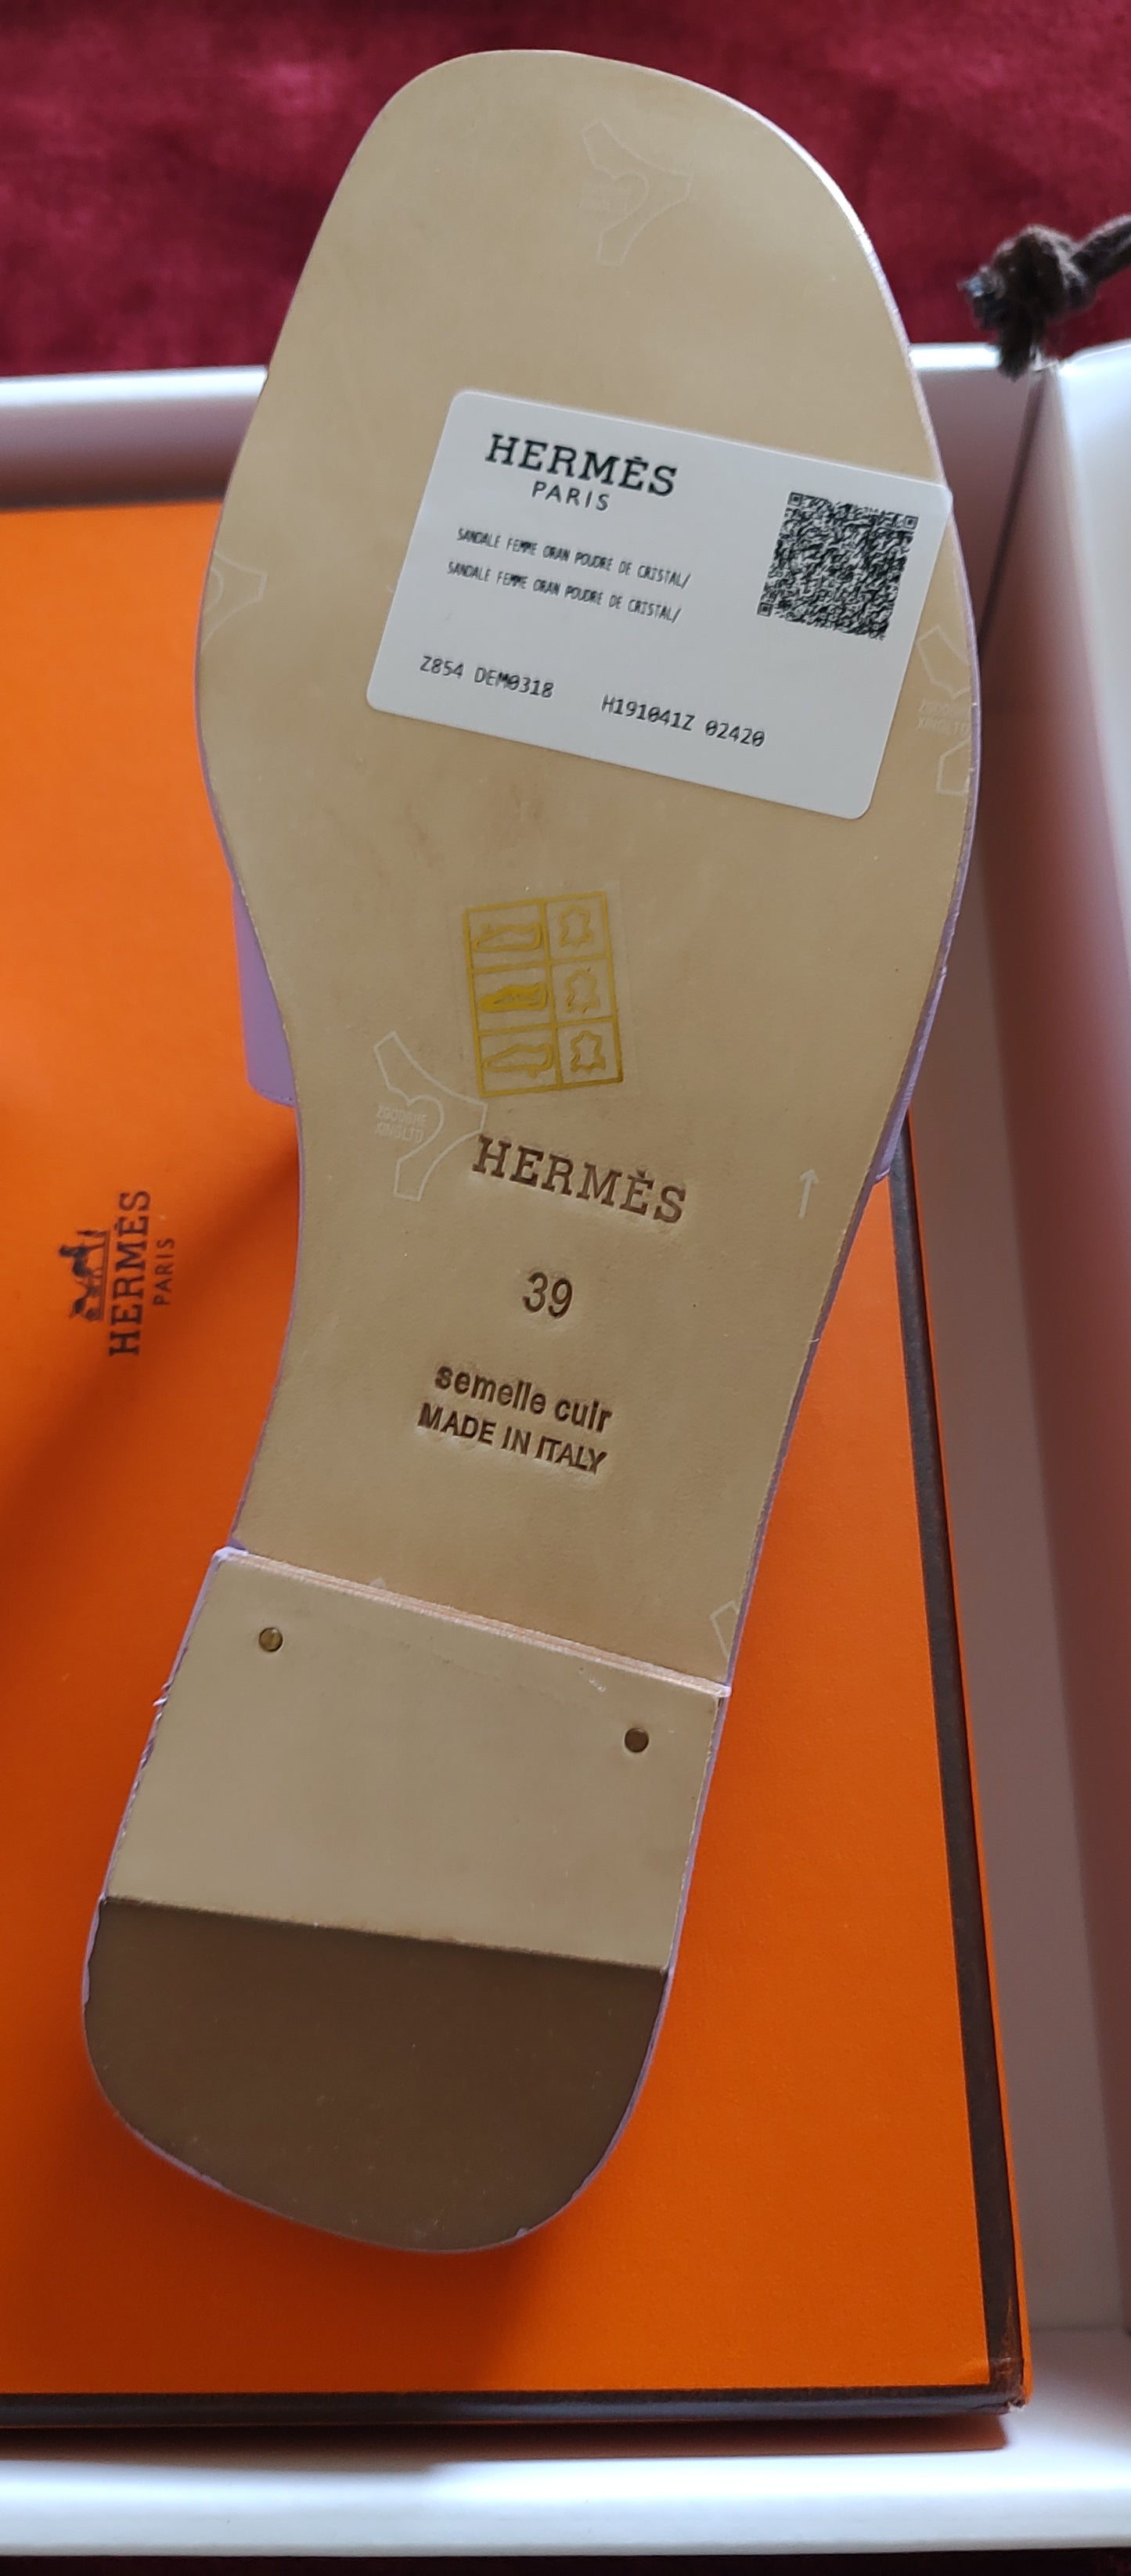 HERMÈS
PARIS
SANDALE FEMME ORAN POUDRE DE CRISTAL/
SANDALE FEMME ORAN POUDRE DE CRISTAL/
Z854 DEM0318 H191041Z 02420
HERMÈS
39
semelle cuir
MADE IN ITALY
HERMÈS
PARIS